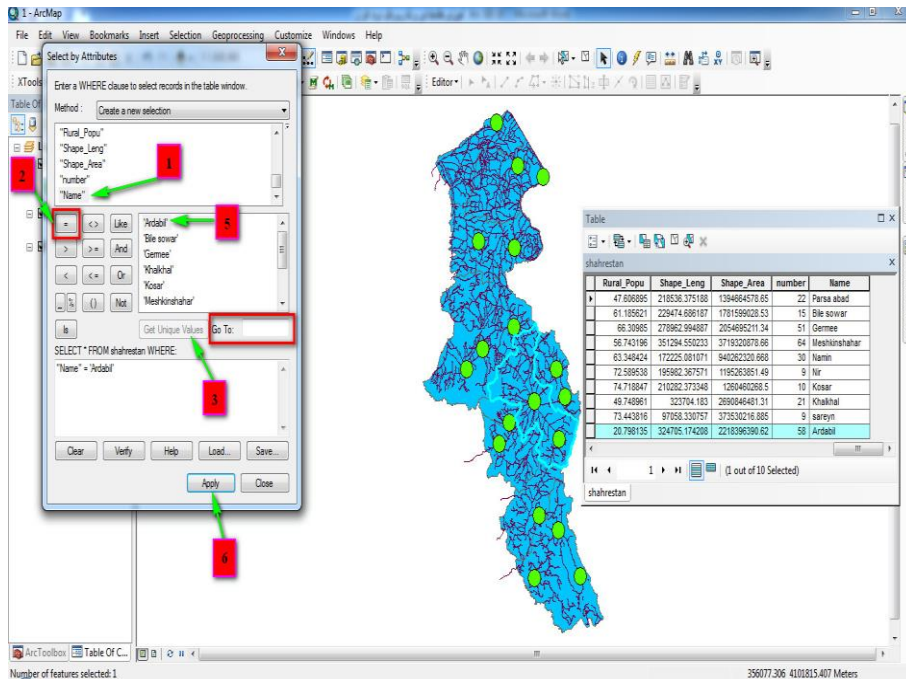 1 - ArcMap
File Edit View Bookmarks Insert Selection Geoprocessing Customize Windows Help
Select by Attributes
Enter a WHERE clause to select records in the table window.
Method : Create a new selection
"Rural_Popu"
"Shape_Leng"
"Shape_Area"
"number"
"Name"
1
2
= <> Like
> >= And
< <= Or
_ % () Not
Is
'Ardabil'
'Bile sowar'
'Germee'
'Khalkhal'
'Kosar'
'Meshkinshahar'
5
Get Unique Values Go To:
SELECT * FROM shahrestan WHERE:
"Name" = 'Ardabil'
3
Clear Verify Help Load... Save...
Apply Close
6
XTools
Editor
Table Of
Table
shahrestan
Rural_Popu Shape_Leng Shape_Area number Name
47.606895 218536.375188 1394664578.65 22 Parsa abad
61.185621 229474.686187 1781599028.53 15 Bile sowar
66.30985 278962.994887 2054695211.34 51 Germee
56.743196 351294.550233 3719320878.66 64 Meshkinshahar
63.348424 172225.081071 940262320.668 30 Namin
72.589538 195982.367571 1195263851.49 9 Nir
74.718847 210282.373348 1260460268.5 10 Kosar
49.748961 323704.183 2690846481.31 21 Khalkhal
73.443816 97058.330757 373530216.885 9 sareyn
20.798135 324705.174208 2218396390.62 58 Ardabil
1 (1 out of 10 Selected)
shahrestan
ArcToolbox Table Of C...
Number of features selected: 1
356077.306 4101815.407 Meters